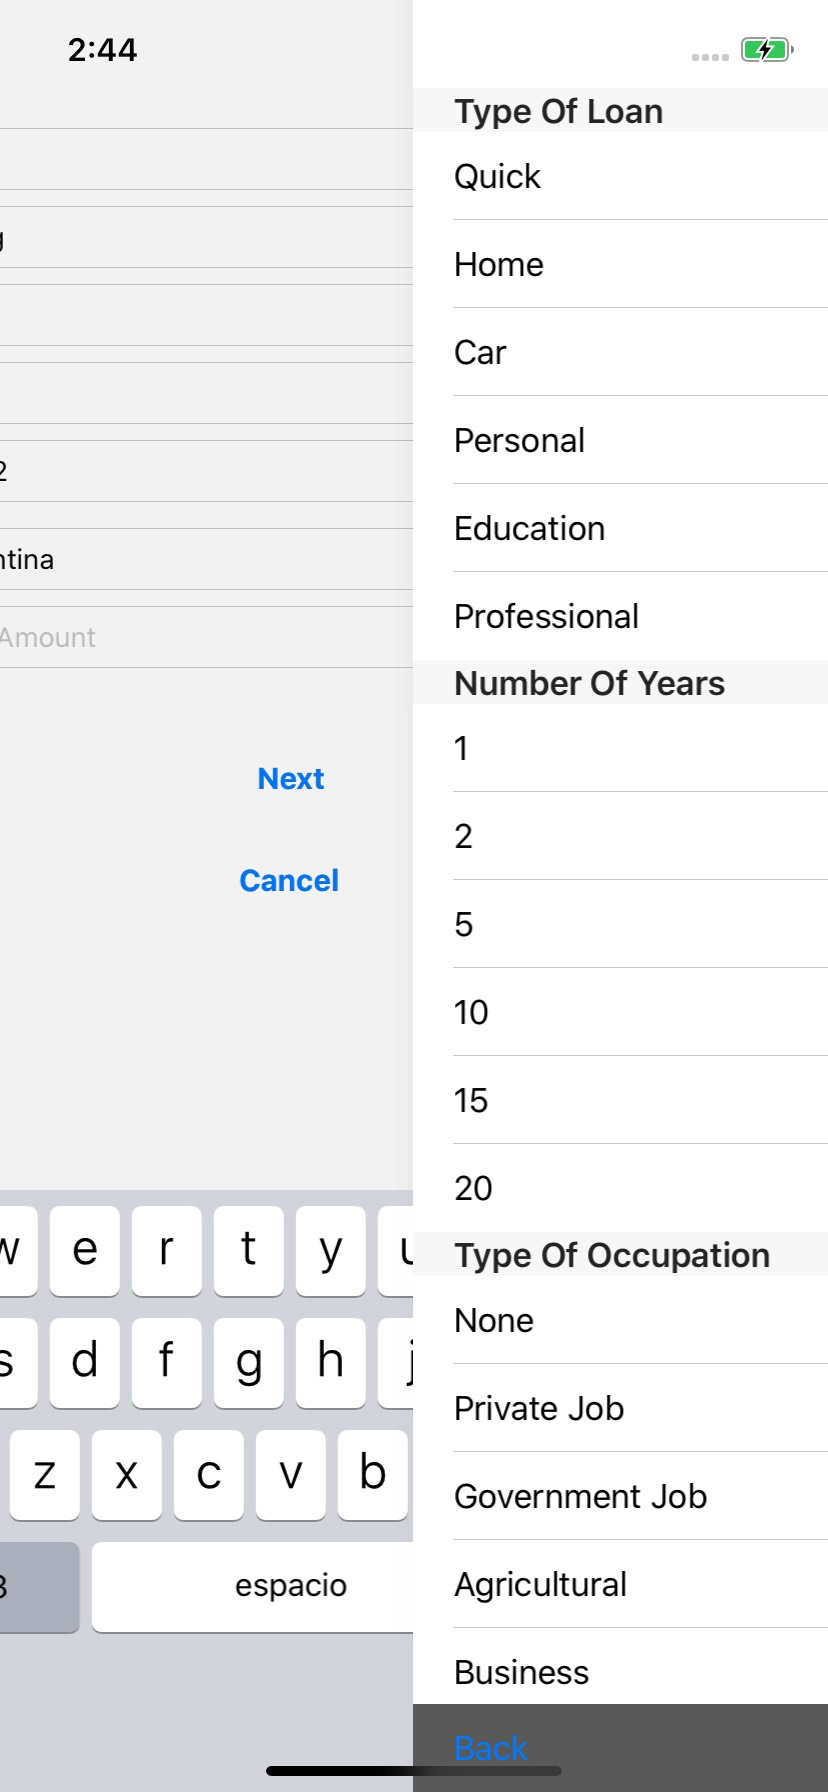 2:44
Type Of Loan
Quick
Home
Car
Personal
Education
Professional
Number Of Years
1
2
5
10
15
20
Type Of Occupation
None
Private Job
Government Job
Agricultural
Business
Back
g
2
ntina
Amount
Next
Cancel
w e r t y u
s d f g h j
z x c v b
3 espacio